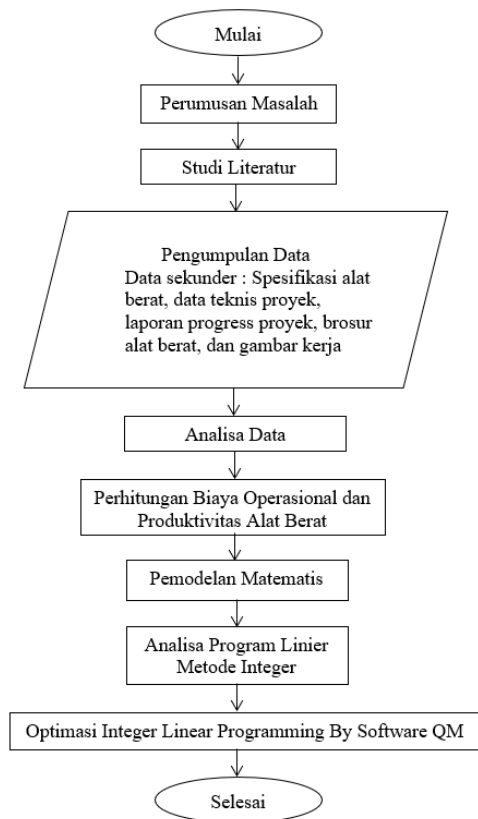 Mulai
Perumusan Masalah
Studi Literatur
Pengumpulan Data
Data sekunder : Spesifikasi alat
berat, data teknis proyek,
laporan progress proyek, brosur
alat berat, dan gambar kerja
Analisa Data
Perhitungan Biaya Operasional dan
Produktivitas Alat Berat
Pemodelan Matematis
Analisa Program Linier
Metode Integer
Optimasi Integer Linear Programming By Software QM
Selesai